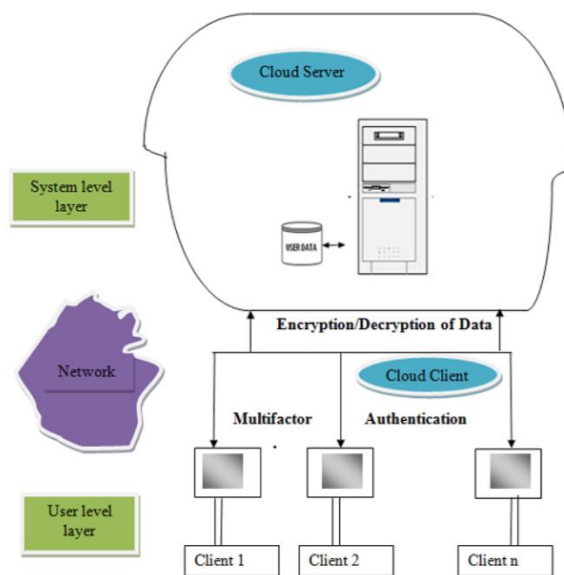 Cloud Server
System level
layer
USER DATA
Encryption/Decryption of Data
Network
Cloud Client
Multifactor Authentication
User level
layer
Client 1 Client 2 Client n